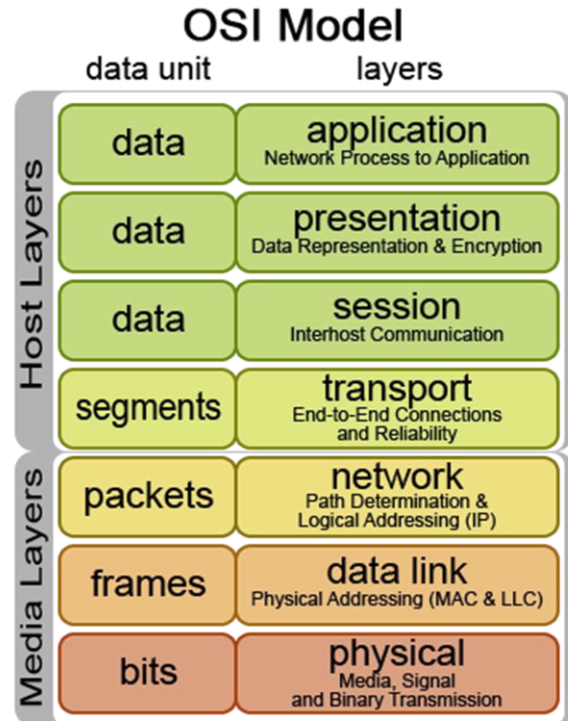 OSI Model
data unit layers
Host Layers
data application
Network Process to Application
data presentation
Data Representation & Encryption
data session
Interhost Communication
segments transport
End-to-End Connections
and Reliability
Media Layers
packets network
Path Determination &
Logical Addressing (IP)
frames data link
Physical Addressing (MAC & LLC)
bits physical
Media, Signal
and Binary Transmission